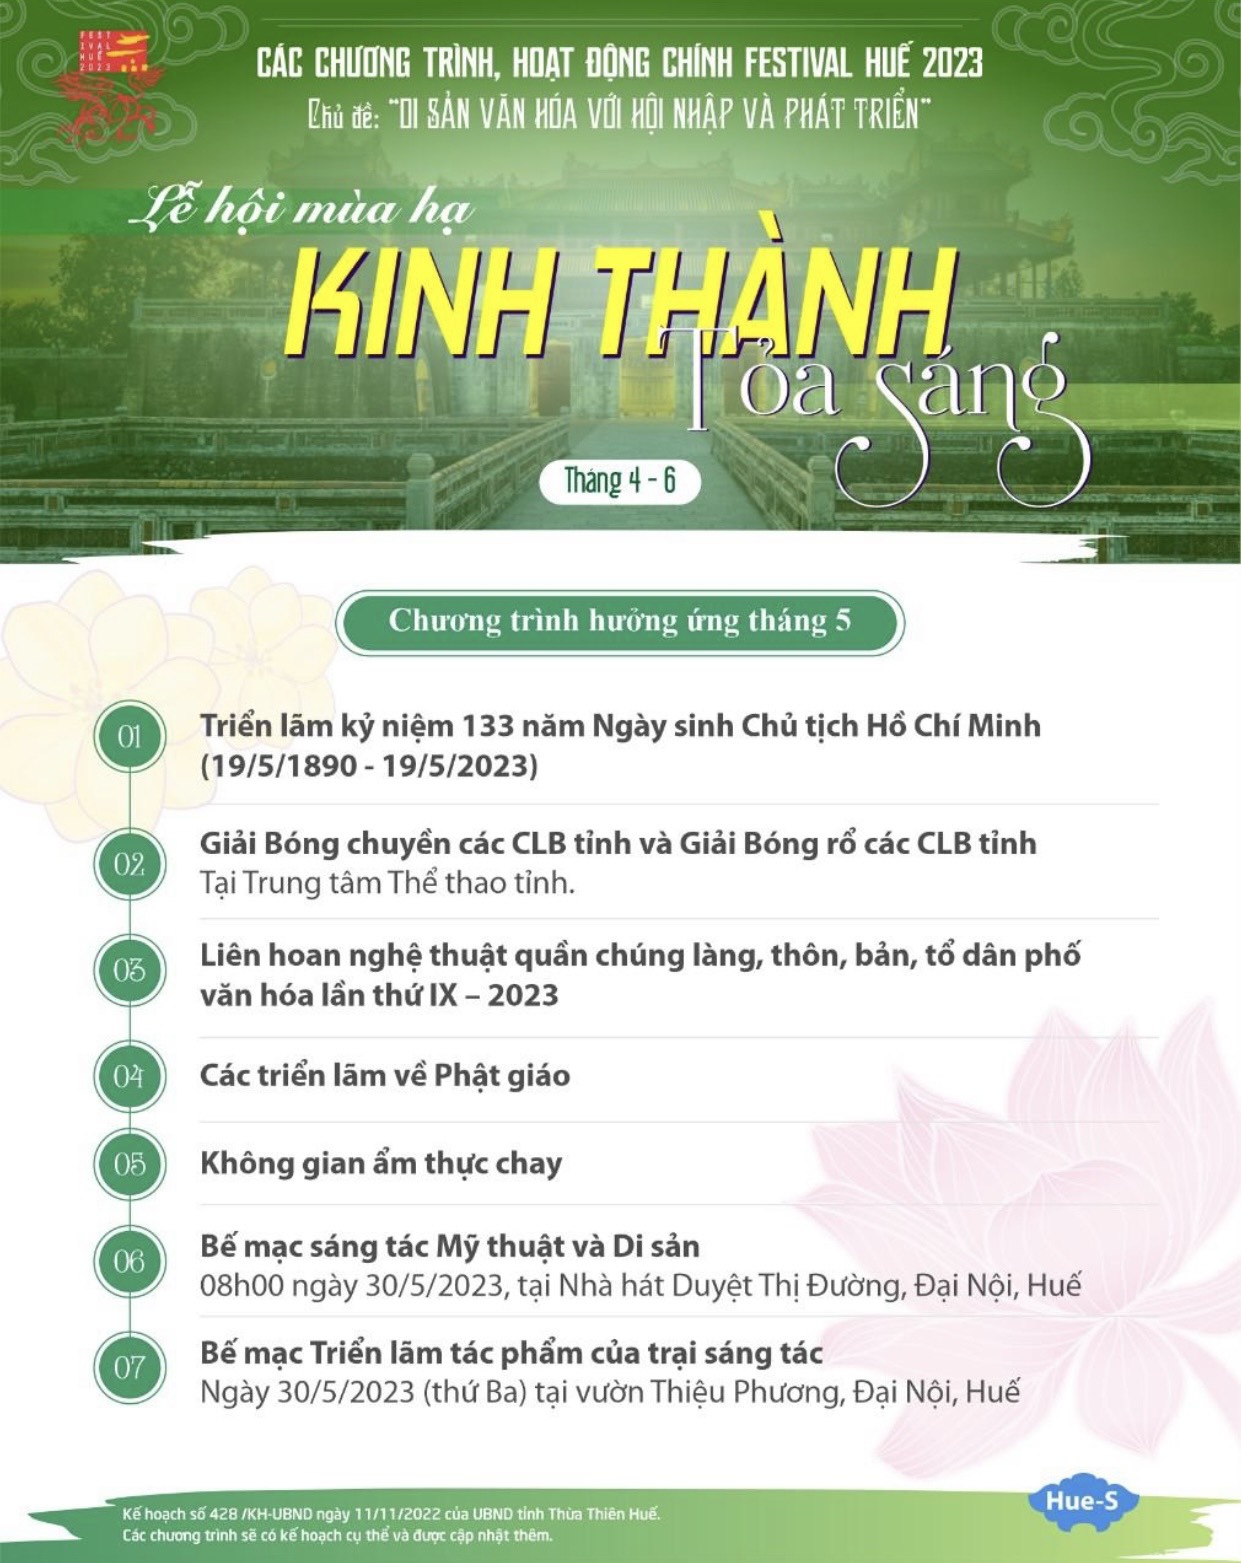 FEST
IVAL
HUẾ
2023
CÁC CHƯƠNG TRÌNH, HOẠT ĐỘNG CHÍNH FESTIVAL HUẾ 2023
Chủ đề: "DI SẢN VĂN HÓA VỚI HỘI NHẬP VÀ PHÁT TRIỂN"
Lễ hội mùa hạ
KINH THÀNH
Tỏa sáng
Tháng 4 - 6
Chương trình hưởng ứng tháng 5
01
Triển lãm kỷ niệm 133 năm Ngày sinh Chủ tịch Hồ Chí Minh
(19/5/1890 - 19/5/2023)
02
Giải Bóng chuyền các CLB tỉnh và Giải Bóng rổ các CLB tỉnh
Tại Trung tâm Thể thao tỉnh.
03
Liên hoan nghệ thuật quần chúng làng, thôn, bản, tổ dân phố
văn hóa lần thứ IX – 2023
04
Các triển lãm về Phật giáo
05
Không gian ẩm thực chay
06
Bế mạc sáng tác Mỹ thuật và Di sản
08h00 ngày 30/5/2023, tại Nhà hát Duyệt Thị Đường, Đại Nội, Huế
07
Bế mạc Triển lãm tác phẩm của trại sáng tác
Ngày 30/5/2023 (thứ Ba) tại vườn Thiệu Phương, Đại Nội, Huế
Kế hoạch số 428 /KH-UBND ngày 11/11/2022 của UBND tỉnh Thừa Thiên Huế.
Các chương trình sẽ có kế hoạch cụ thể và được cập nhật thêm.
Hue-S